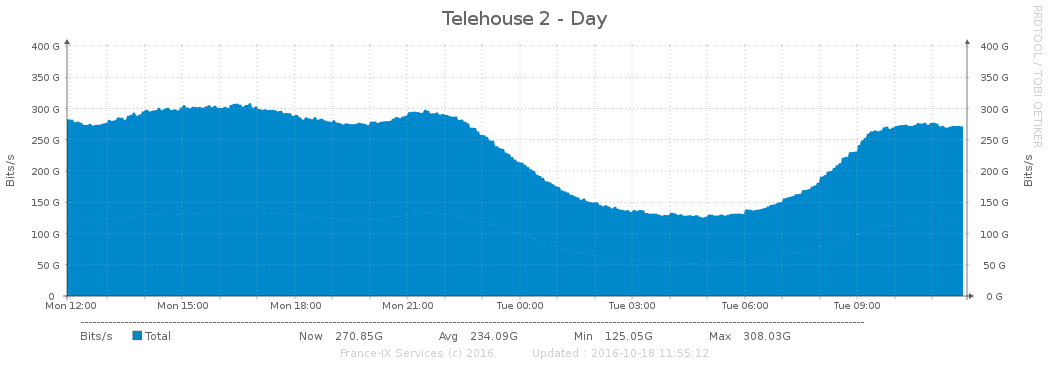 Telehouse 2 - Day
RRDTOOL / TOBI OETIKER
Bits/s
400 G 400 G
350 G 350 G
300 G 300 G
250 G 250 G
200 G 200 G
150 G 150 G
100 G 100 G
50 G 50 G
0 0 G
Bits/s
Mon 12:00 Mon 15:00 Mon 18:00 Mon 21:00 Tue 00:00 Tue 03:00 Tue 06:00 Tue 09:00
Bits/s Total Now 270.85G Avg 234.09G Min 125.05G Max 308.03G
France-IX Services (c) 2016 Updated : 2016-10-18 11:55:12